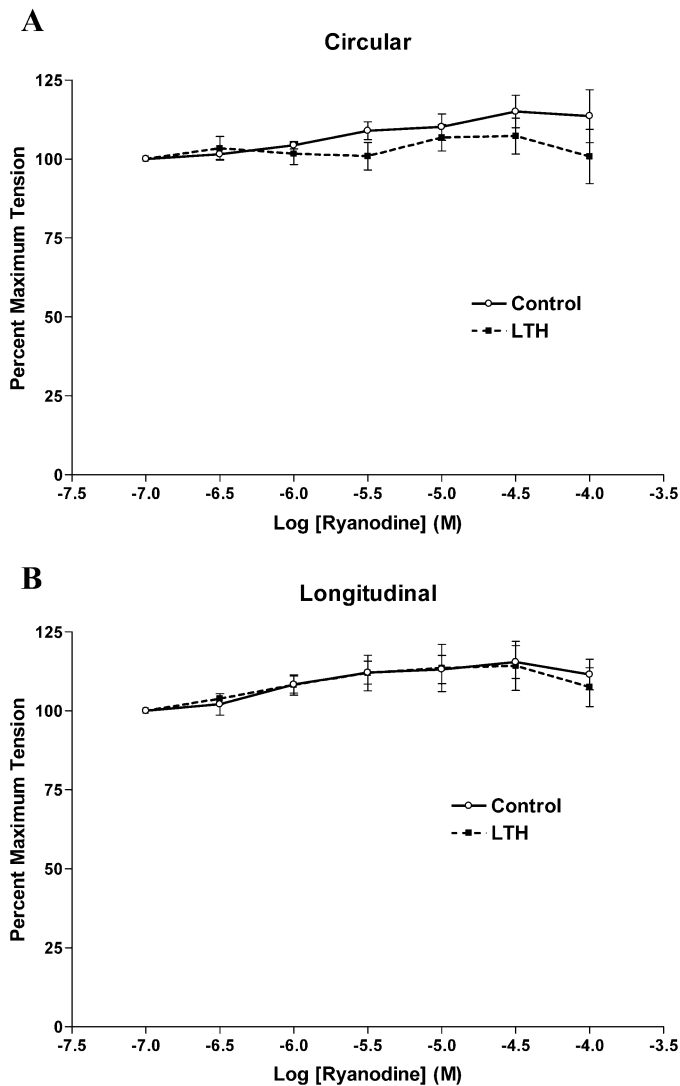 A
Circular
125
100
75
50
25
0
Percent Maximum Tension
Control
LTH
-7.5 -7.0 -6.5 -6.0 -5.5 -5.0 -4.5 -4.0 -3.5
Log [Ryanodine] (M)
B
Longitudinal
125
100
75
50
25
0
Percent Maximum Tension
Control
LTH
-7.5 -7.0 -6.5 -6.0 -5.5 -5.0 -4.5 -4.0 -3.5
Log [Ryanodine] (M)